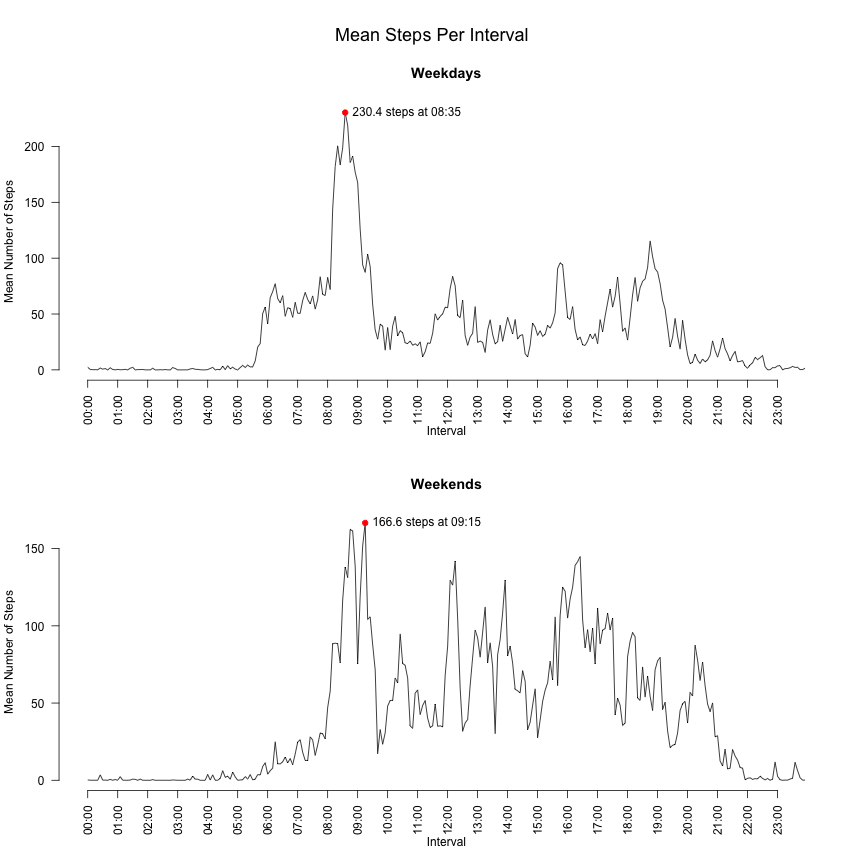 Mean Steps Per Interval
Weekdays
230.4 steps at 08:35
Mean Number of Steps
200
150
100
50
0
00:00 01:00 02:00 03:00 04:00 05:00 06:00 07:00 08:00 09:00 10:00 11:00 12:00 13:00 14:00 15:00 16:00 17:00 18:00 19:00 20:00 21:00 22:00 23:00
Interval
Weekends
166.6 steps at 09:15
Mean Number of Steps
150
100
50
0
00:00 01:00 02:00 03:00 04:00 05:00 06:00 07:00 08:00 09:00 10:00 11:00 12:00 13:00 14:00 15:00 16:00 17:00 18:00 19:00 20:00 21:00 22:00 23:00
Interval